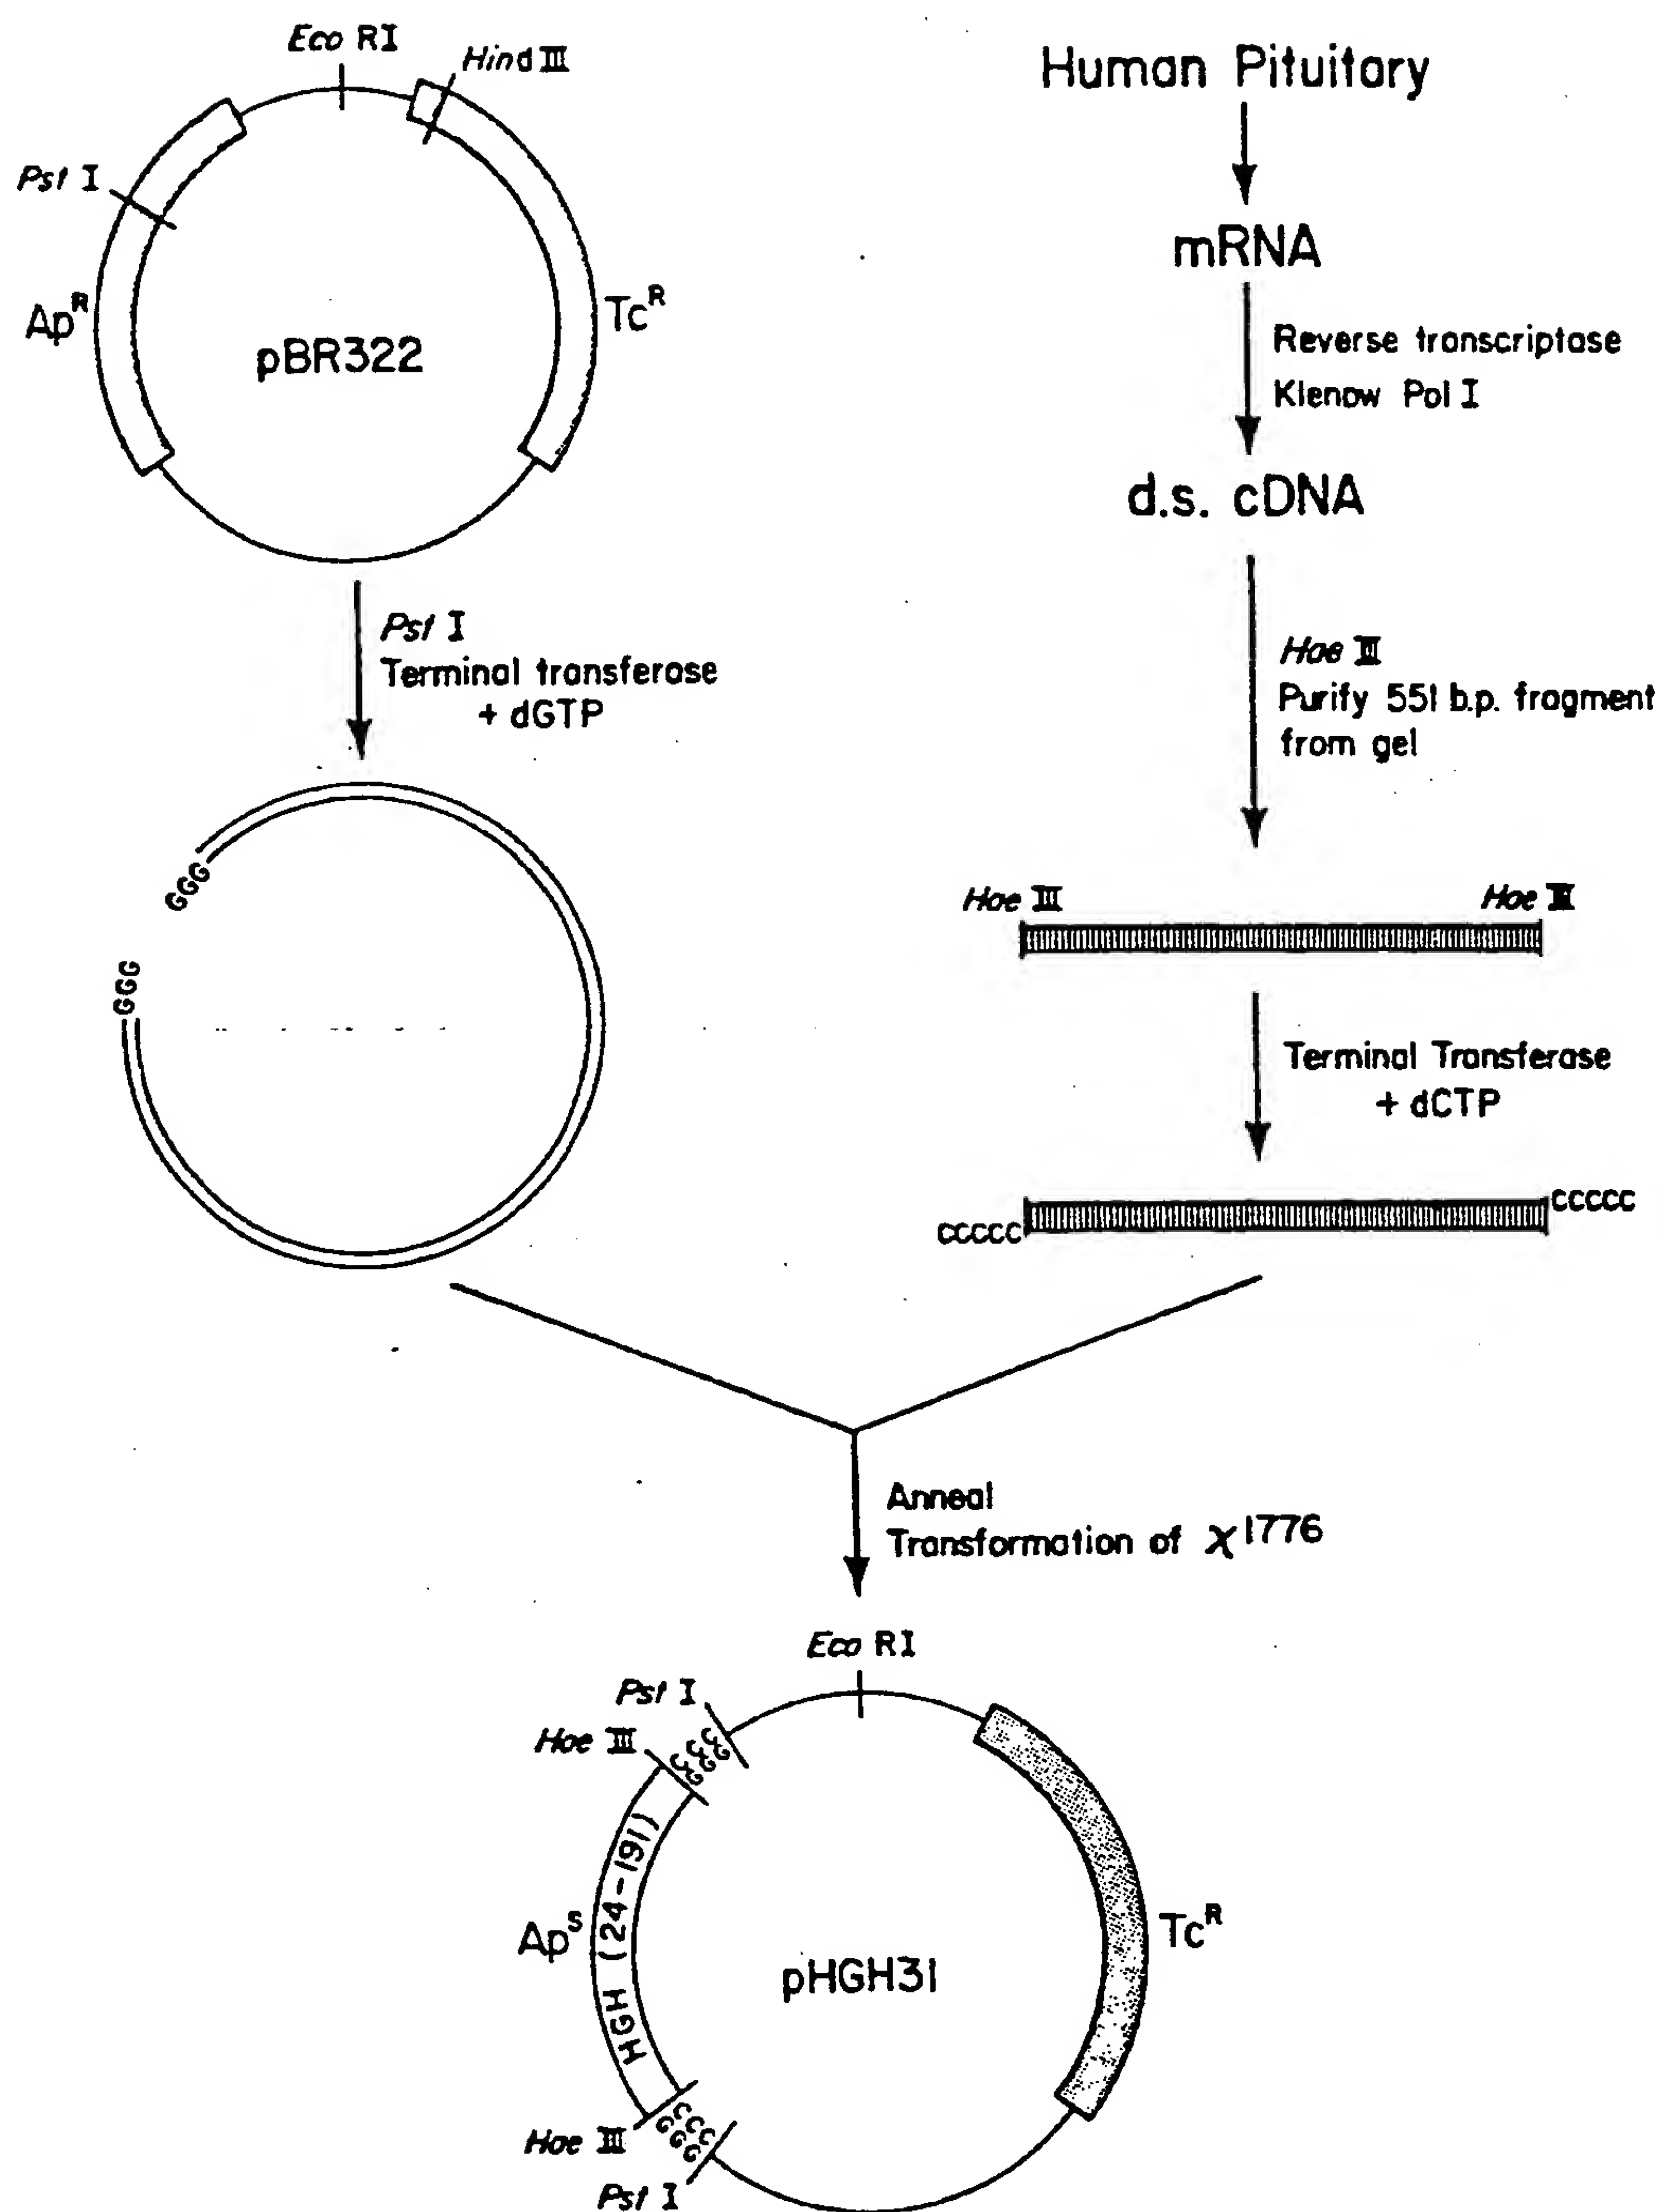 Eco RI
Hind III
Pst I
Ap^R
Tc^R
pBR322
Pst I
Terminal transferase
+ dGTP
GGG
GGG
Human Pituitary
mRNA
Reverse transcriptase
Klenow Pol I
d.s. cDNA
Hae III
Purify 551 b.p. fragment
from gel
Hae III
Hae III
Terminal Transferase
+ dCTP
CCCCC
CCCCC
Anneal
Transformation of χ1776
Eco RI
Pst I
Hae III
CCC
GGG
HGH (24-191)
Ap^S
Tc^R
pHGH31
CCC
GGG
Hae III
Pst I